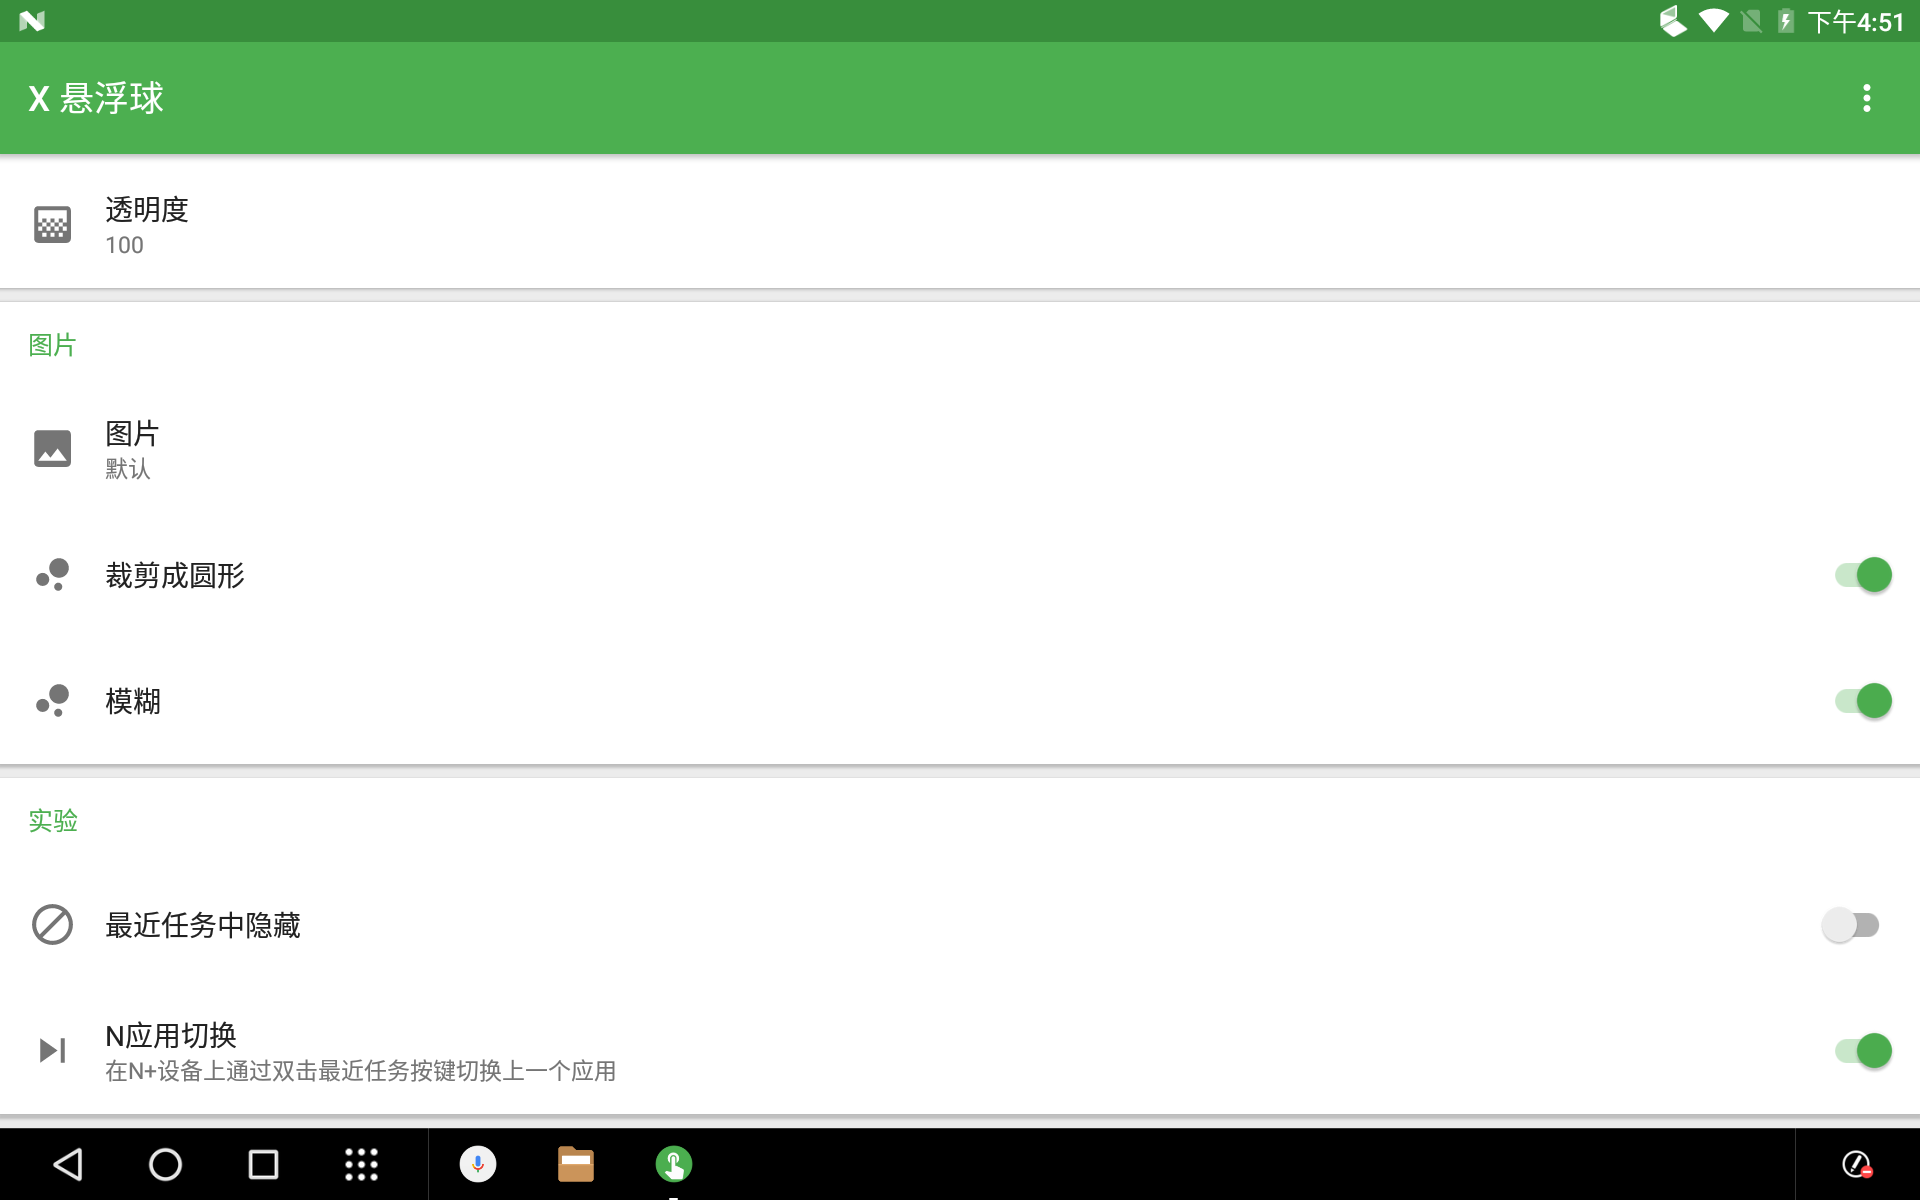 下午4:51
X 悬浮球
透明度
100
图片
图片
默认
裁剪成圆形
模糊
实验
最近任务中隐藏
N应用切换
在N+设备上通过双击最近任务按键切换上一个应用